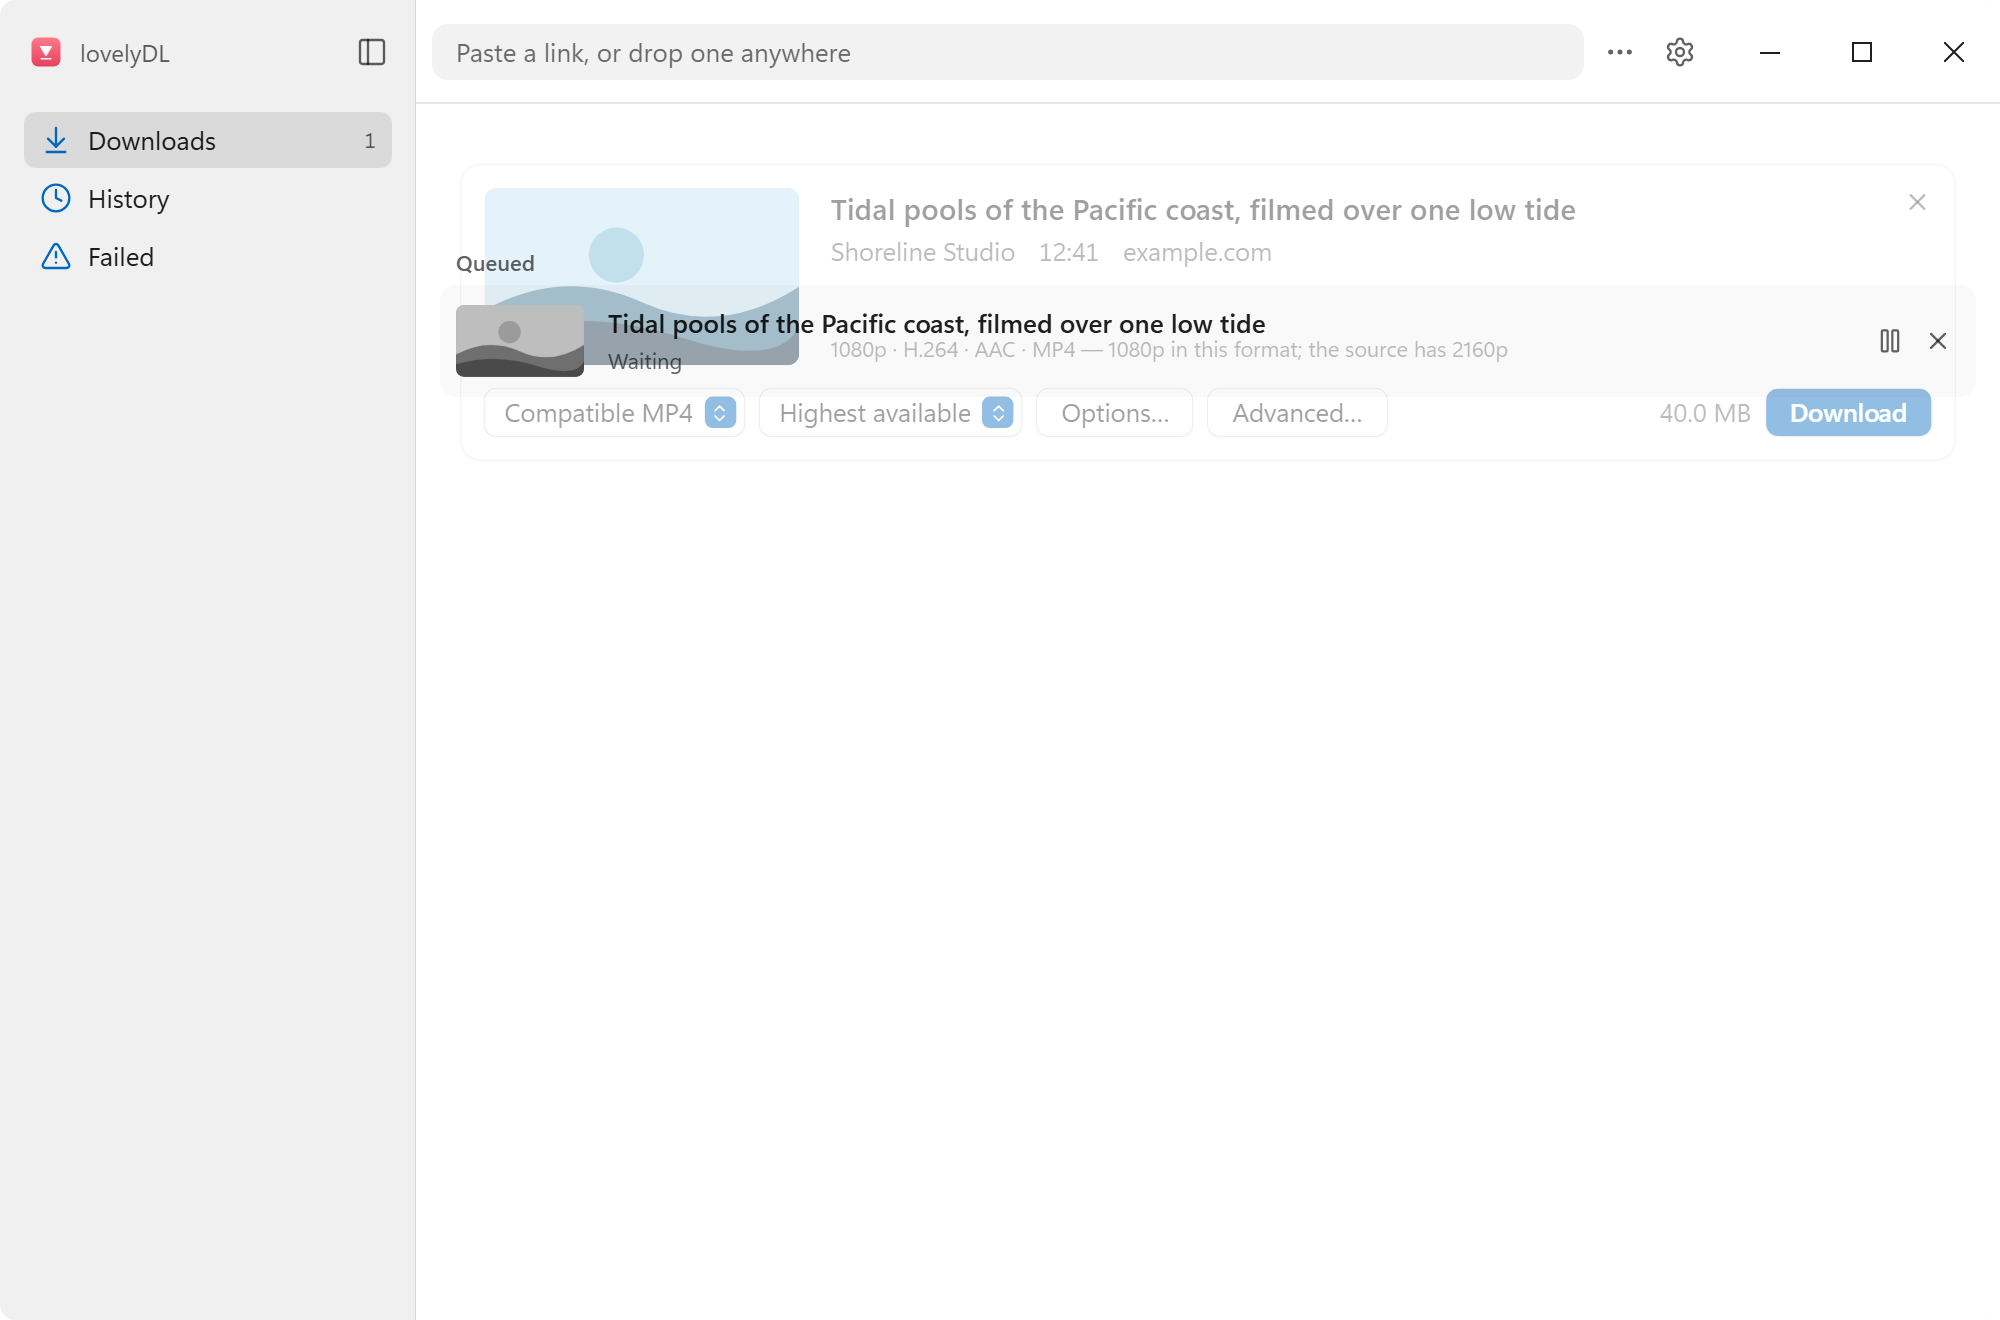 lovelyDL
Paste a link, or drop one anywhere
Downloads 1
History
Failed
Tidal pools of the Pacific coast, filmed over one low tide
Shoreline Studio 12:41 example.com
Queued
Tidal pools of the Pacific coast, filmed over one low tide
1080p · H.264 · AAC · MP4 — 1080p in this format; the source has 2160p
Waiting
Compatible MP4 Highest available Options... Advanced... 40.0 MB Download